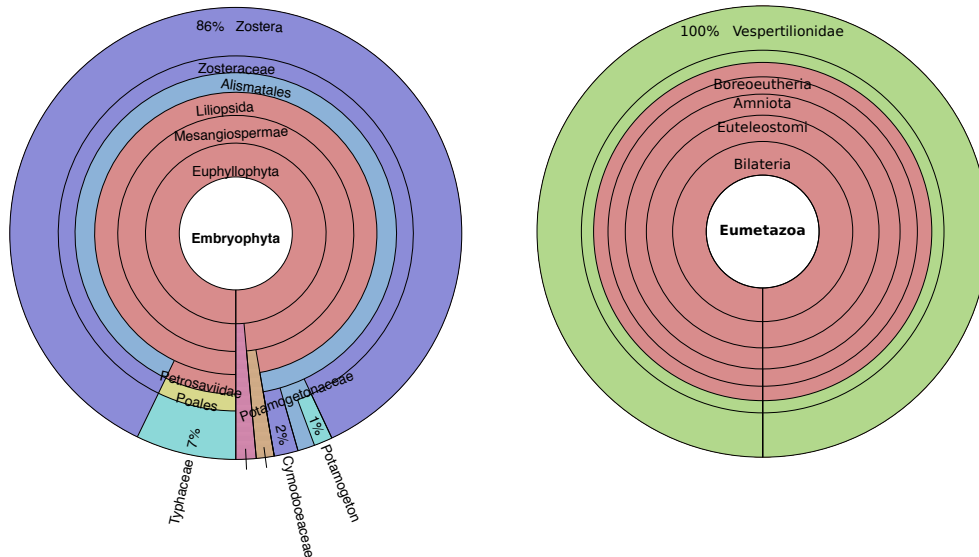 86% Zostera
Zosteraceae
Alismatales
Liliopsida
Mesangiospermae
Euphyllophyta
Embryophyta
Petrosaviidae
Poales
7%
Typhaceae
Potamogetonaceae
2%
Cymodoceaceae
1%
Potamogeton
100% Vespertilionidae
Boreoeutheria
Amniota
Euteleostomi
Bilateria
Eumetazoa